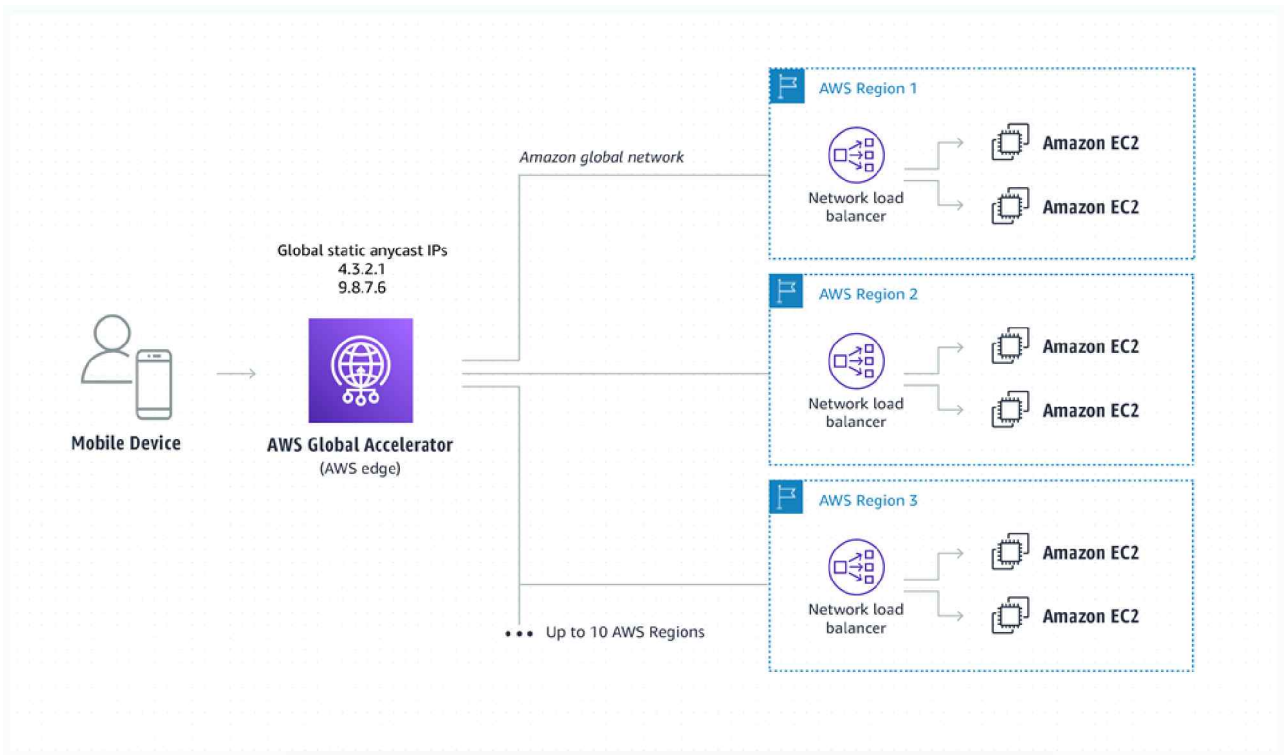 Mobile Device
Global static anycast IPs
4.3.2.1
9.8.7.6
AWS Global Accelerator
(AWS edge)
Amazon global network
••• Up to 10 AWS Regions
AWS Region 1
Network load
balancer
Amazon EC2
Amazon EC2
AWS Region 2
Network load
balancer
Amazon EC2
Amazon EC2
AWS Region 3
Network load
balancer
Amazon EC2
Amazon EC2